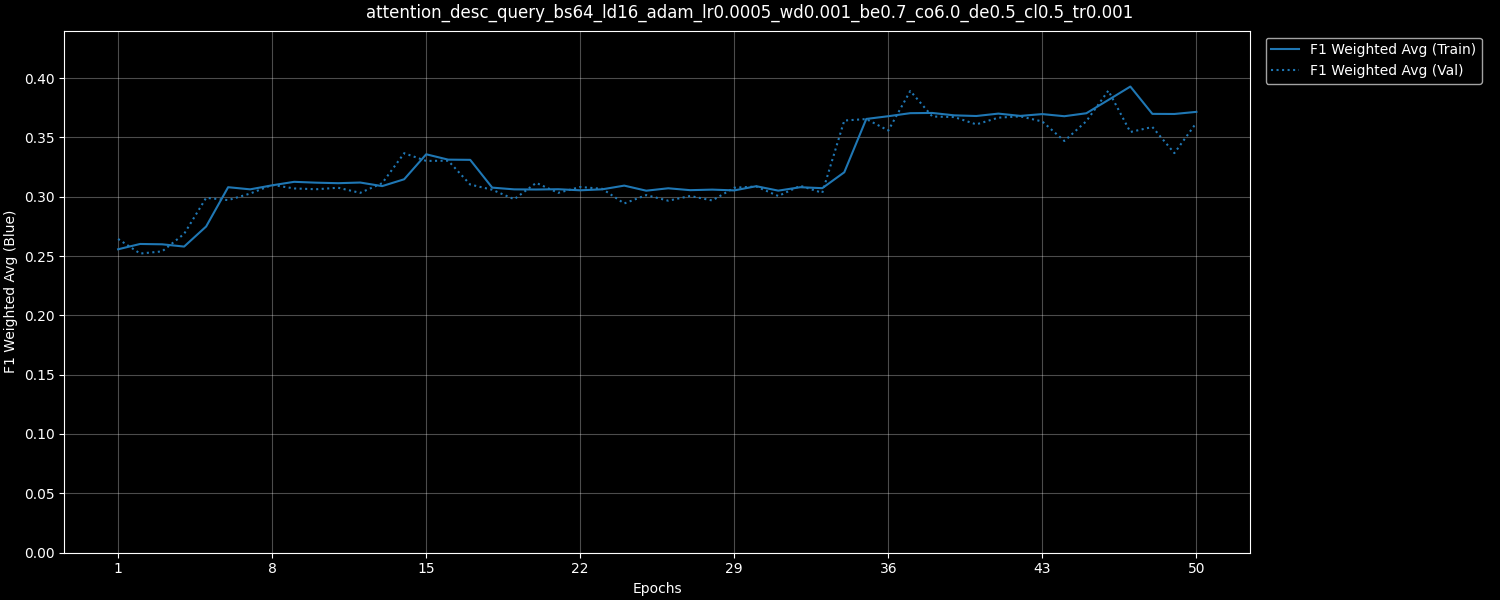 attention_desc_query_bs64_ld16_adam_lr0.0005_wd0.001_be0.7_co6.0_de0.5_cl0.5_tr0.001
F1 Weighted Avg (Train)
F1 Weighted Avg (Val)
F1 Weighted Avg (Blue)
0.40
0.35
0.30
0.25
0.20
0.15
0.10
0.05
0.00
1 8 15 22 29 36 43 50
Epochs